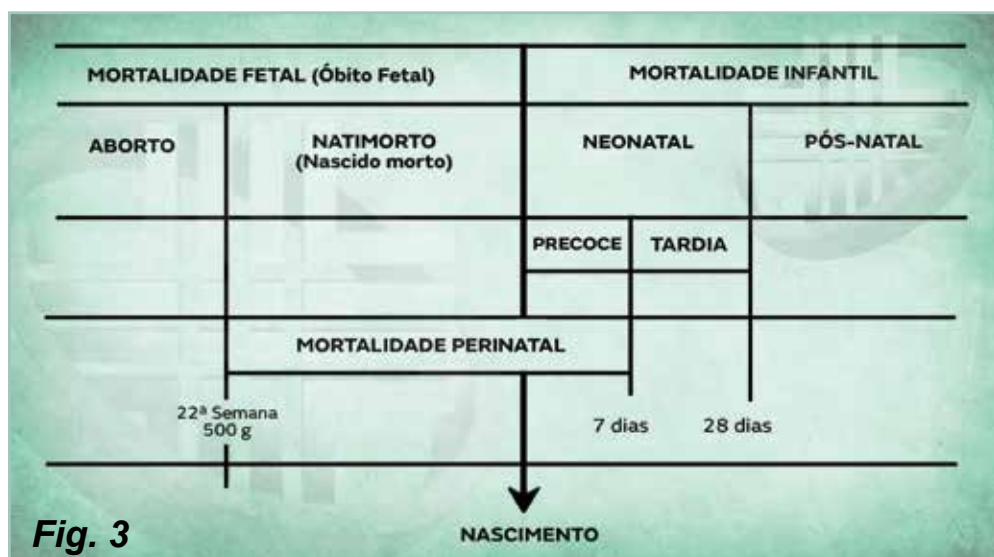 MORTALIDADE FETAL (Óbito Fetal)
MORTALIDADE INFANTIL
ABORTO
NATIMORTO
(Nascido morto)
NEONATAL
PÓS-NATAL
PRECOCE
TARDIA
MORTALIDADE PERINATAL
22ª Semana
500 g
7 dias
28 dias
NASCIMENTO
Fig. 3